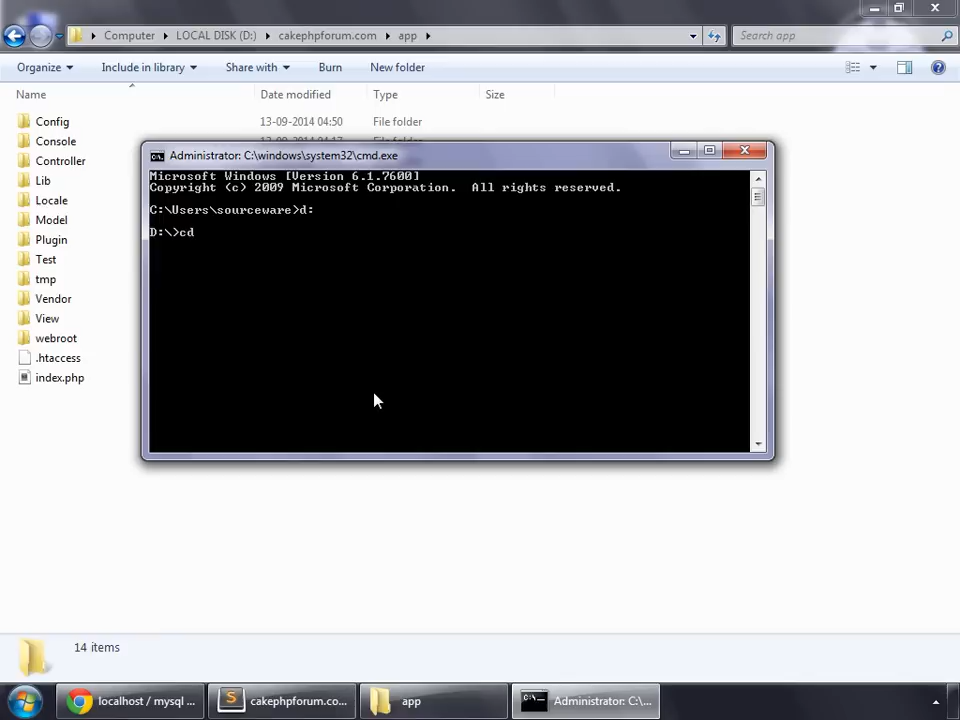 Computer
LOCAL DISK (D:)
cakephpforum.com
app
Search app
Organize
Include in library
Share with
Burn
New folder
Name
Date modified
Type
Size
Config
13-09-2014 04:50
File folder
Console
Controller
Lib
Locale
Model
Plugin
Test
tmp
Vendor
View
webroot
.htaccess
index.php
Administrator: C:\windows\system32\cmd.exe
Microsoft Windows [Version 6.1.7600]
Copyright (c) 2009 Microsoft Corporation. All rights reserved.
C:\Users\sourceware>d:
D:\>cd
14 items
localhost / mysql ...
cakephpforum.co...
app
Administrator: C:\...